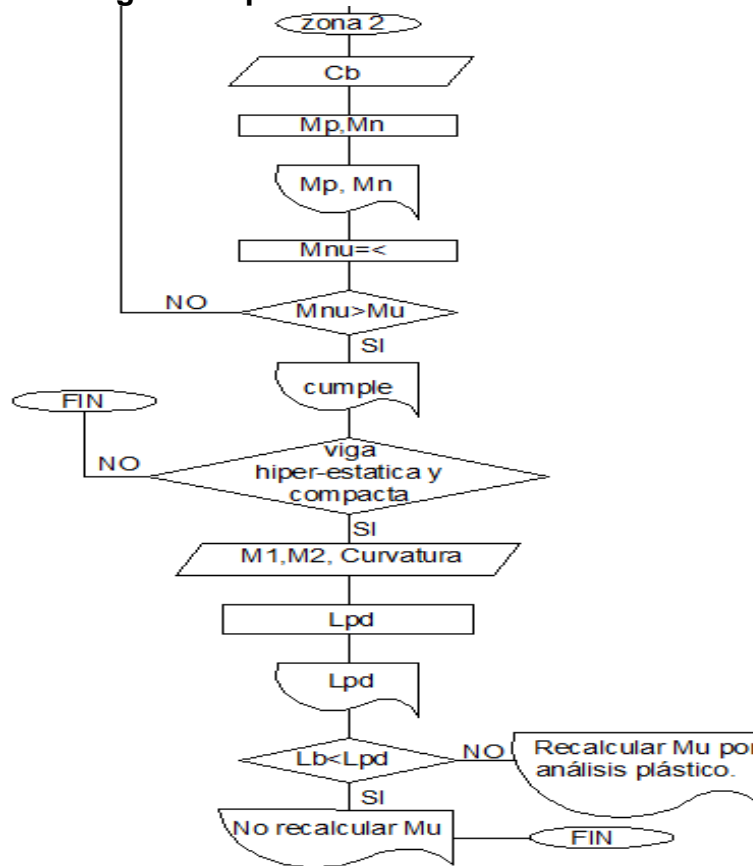 zona 2
Cb
Mp,Mn
Mp, Mn
Mnu=<
NO
Mnu>Mu
SI
cumple
FIN
NO
viga
hiper-estatica y
compacta
SI
M1,M2, Curvatura
Lpd
Lpd
Lb<Lpd
NO
Recalcular Mu por
análisis plástico.
SI
No recalcular Mu
FIN